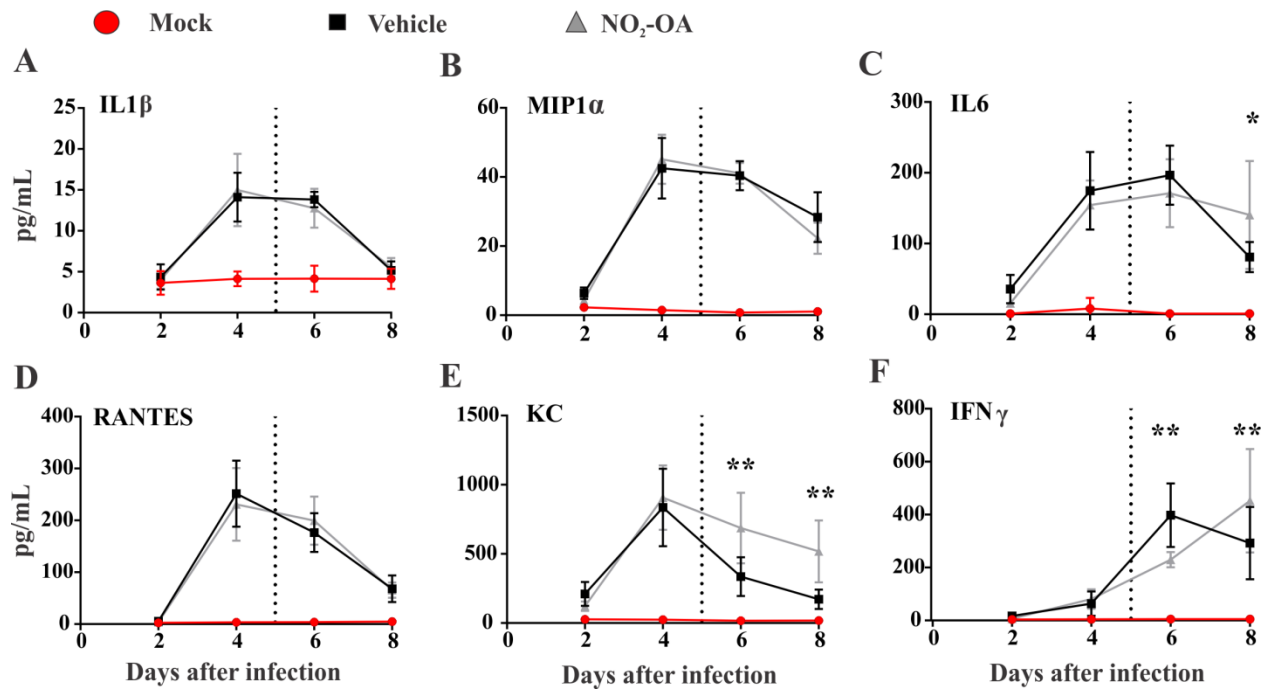 Mock Vehicle NO₂-OA
A B C
IL1β MIP1α IL6
25 20 15 10 5 0
pg/mL
0 2 4 6 8
60 40 20 0
0 2 4 6 8
300 200 100 0
*
0 2 4 6 8
D E F
RANTES KC IFNγ
400 300 200 100 0
pg/mL
0 2 4 6 8
Days after infection
1500 1000 500 0
** **
0 2 4 6 8
Days after infection
800 600 400 200 0
** **
0 2 4 6 8
Days after infection